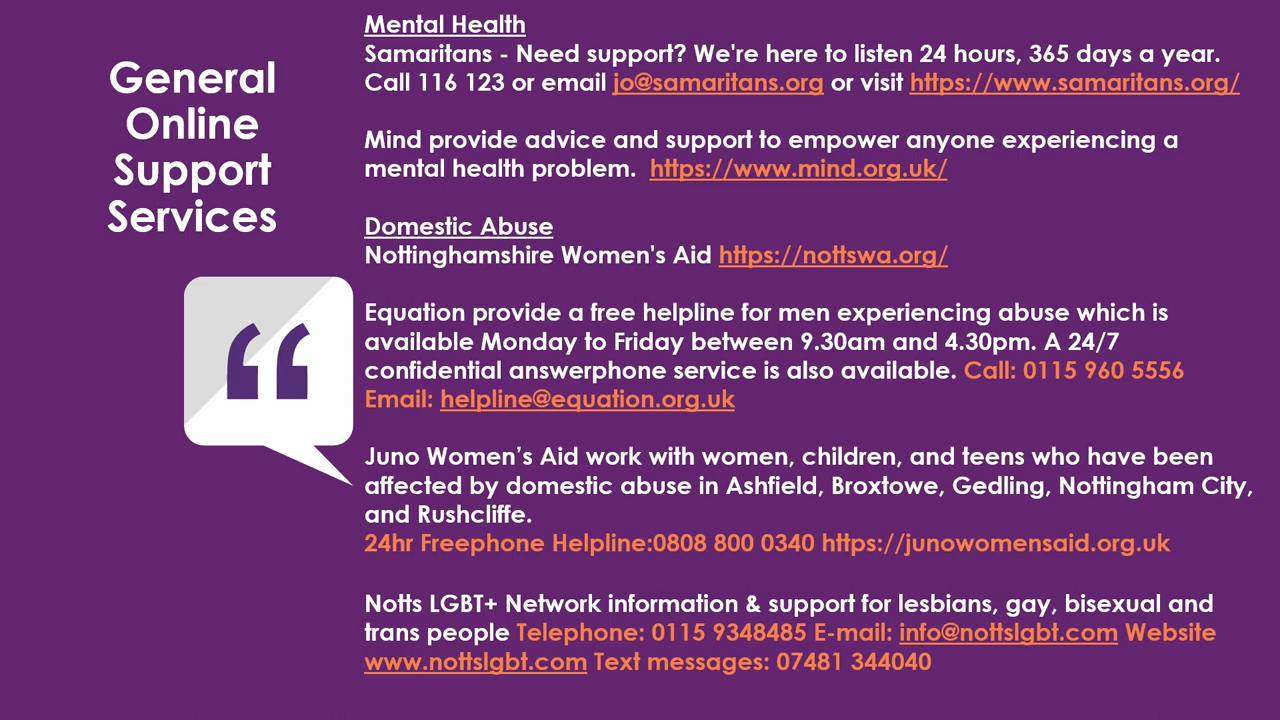 General
Online
Support
Services
Mental Health
Samaritans - Need support? We're here to listen 24 hours, 365 days a year.
Call 116 123 or email jo@samaritans.org or visit https://www.samaritans.org/
Mind provide advice and support to empower anyone experiencing a
mental health problem.  https://www.mind.org.uk/
Domestic Abuse
Nottinghamshire Women's Aid https://nottswa.org/
Equation provide a free helpline for men experiencing abuse which is
available Monday to Friday between 9.30am and 4.30pm. A 24/7
confidential answerphone service is also available. Call: 0115 960 5556
Email: helpline@equation.org.uk
Juno Women’s Aid work with women, children, and teens who have been
affected by domestic abuse in Ashfield, Broxtowe, Gedling, Nottingham City,
and Rushcliffe.
24hr Freephone Helpline:0808 800 0340 https://junowomensaid.org.uk
Notts LGBT+ Network information & support for lesbians, gay, bisexual and
trans people Telephone: 0115 9348485 E-mail: info@nottslgbt.com Website
www.nottslgbt.com Text messages: 07481 344040